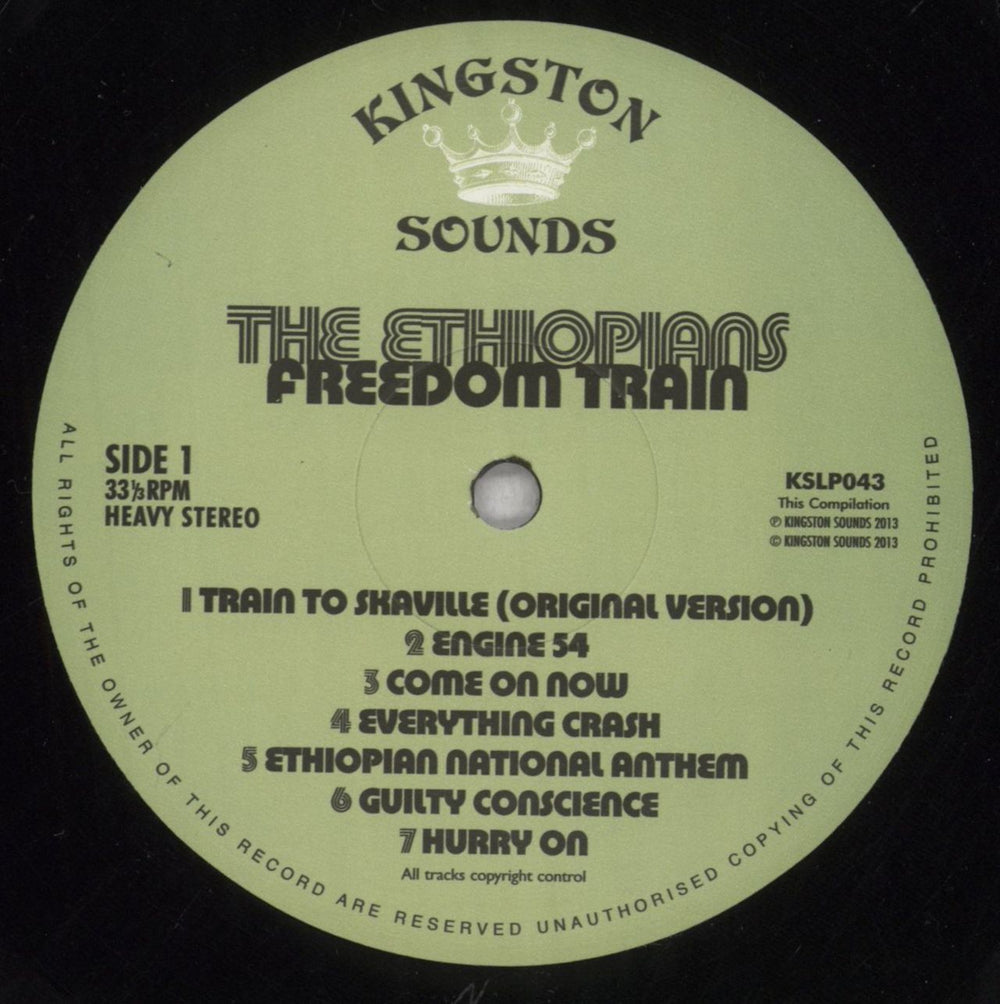 KINGSTON
SOUNDS
THE ETHIOPIANS
FREEDOM TRAIN
SIDE 1
33⅓RPM
HEAVY STEREO
KSLP043
This Compilation
℗ KINGSTON SOUNDS 2013
© KINGSTON SOUNDS 2013
1 TRAIN TO SKAVILLE (ORIGINAL VERSION)
2 ENGINE 54
3 COME ON NOW
4 EVERYTHING CRASH
5 ETHIOPIAN NATIONAL ANTHEM
6 GUILTY CONSCIENCE
7 HURRY ON
All tracks copyright control
ALL RIGHTS OF THE OWNER OF THIS RECORD ARE RESERVED UNAUTHORISED COPYING OF THIS RECORD PROHIBITED